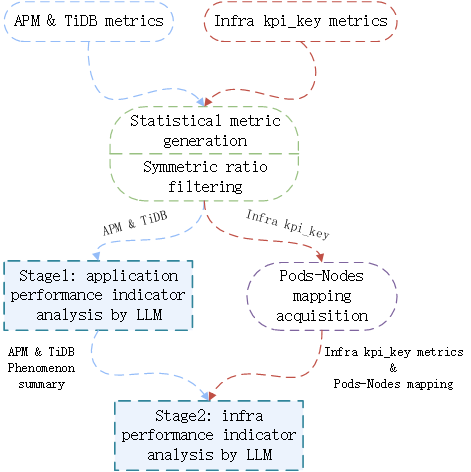 APM & TiDB metrics
Infra kpi_key metrics
Statistical metric
generation
Symmetric ratio
filtering
APM & TiDB
Infra kpi_key
Stage1: application
performance indicator
analysis by LLM
Pods-Nodes
mapping
acquisition
APM & TiDB
Phenomenon
summary
Infra kpi_key metrics
&
Pods-Nodes mapping
Stage2: infra
performance indicator
analysis by LLM